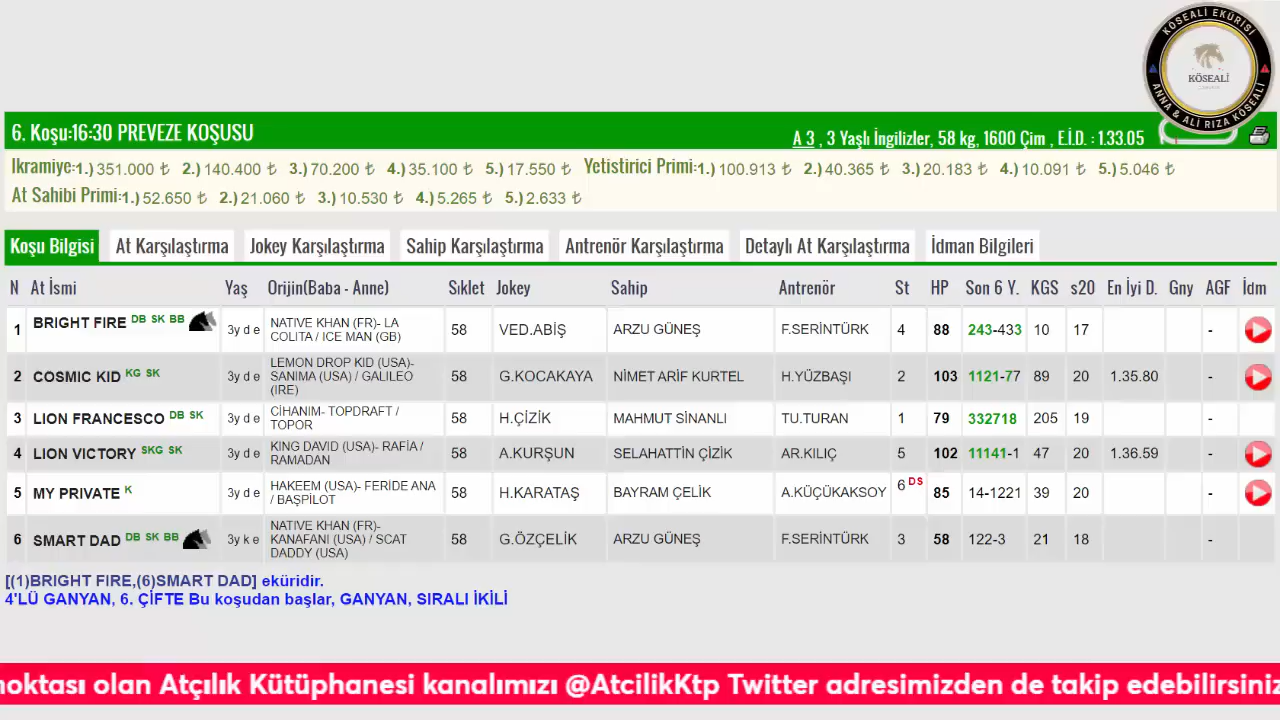 KÖSEALİ EKÜRİSİ
KÖSEALİ
ANNA & ALİ RIZA KÖSEALİ
6. Koşu:16:30 PREVEZE KOŞUSU
A 3 , 3 Yaşlı İngilizler, 58 kg, 1600 Çim , E.İ.D. : 1.33.05
Ikramiye:1.) 351.000 ₺ 2.) 140.400 ₺ 3.) 70.200 ₺ 4.) 35.100 ₺ 5.) 17.550 ₺ Yetistirici Primi:1.) 100.913 ₺ 2.) 40.365 ₺ 3.) 20.183 ₺ 4.) 10.091 ₺ 5.) 5.046 ₺
At Sahibi Primi:1.) 52.650 ₺ 2.) 21.060 ₺ 3.) 10.530 ₺ 4.) 5.265 ₺ 5.) 2.633 ₺
Koşu Bilgisi At Karşılaştırma Jokey Karşılaştırma Sahip Karşılaştırma Antrenör Karşılaştırma Detaylı At Karşılaştırma İdman Bilgileri
N At İsmi Yaş Orijin(Baba - Anne) Sıklet Jokey Sahip Antrenör St HP Son 6 Y. KGS s20 En İyi D. Gny AGF İdm
1 BRIGHT FIRE DB SK BB 3y d e NATIVE KHAN (FR)- LA COLITA / ICE MAN (GB) 58 VED.ABİŞ ARZU GÜNEŞ F.SERİNTÜRK 4 88 243-433 10 17 -
2 COSMIC KID KG SK 3y d e LEMON DROP KID (USA)- SANIMA (USA) / GALILEO (IRE) 58 G.KOCAKAYA NİMET ARİF KURTEL H.YÜZBAŞI 2 103 1121-77 89 20 1.35.80 -
3 LION FRANCESCO DB SK 3y d e CİHANIM- TOPDRAFT / TOPOR 58 H.ÇİZİK MAHMUT SİNANLI TU.TURAN 1 79 332718 205 19 -
4 LION VICTORY SKG SK 3y d e KING DAVID (USA)- RAFİA / RAMADAN 58 A.KURŞUN SELAHATTİN ÇİZİK AR.KILIÇ 5 102 11141-1 47 20 1.36.59 -
5 MY PRIVATE K 3y d e HAKEEM (USA)- FERIDE ANA / BAŞPİLOT 58 H.KARATAŞ BAYRAM ÇELİK A.KÜÇÜKAKSOY 6 DS 85 14-1221 39 20 -
6 SMART DAD DB SK BB 3y k e NATIVE KHAN (FR)- KANAFANI (USA) / SCAT DADDY (USA) 58 G.ÖZÇELİK ARZU GÜNEŞ F.SERİNTÜRK 3 58 122-3 21 18 -
[(1)BRIGHT FIRE,(6)SMART DAD] eküridir.
4'LÜ GANYAN, 6. ÇİFTE Bu koşudan başlar, GANYAN, SIRALI İKİLİ
noktası olan Atçılık Kütüphanesi kanalımızı @AtcilikKtp Twitter adresimizden de takip edebilirsiniz